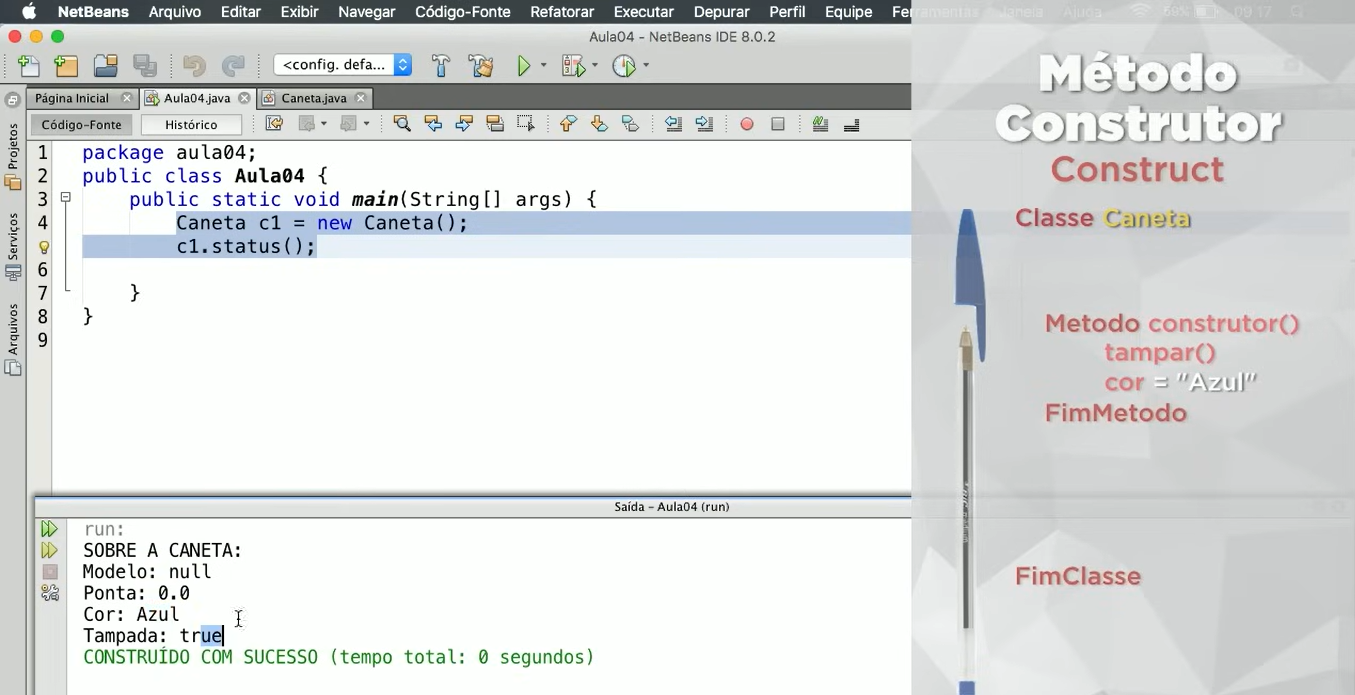 NetBeans Arquivo Editar Exibir Navegar Código-Fonte Refatorar Executar Depurar Perfil Equipe Ferramentas Janela Ajuda 09:17
Aula04 - NetBeans IDE 8.0.2
<config. defa...
Página Inicial Aula04.java Caneta.java
Código-Fonte Histórico
Projetos
Serviços
Arquivos
1 package aula04;
2 public class Aula04 {
3 public static void main(String[] args) {
4 Caneta c1 = new Caneta();
c1.status();
6
7 }
8 }
9
Saída - Aula04 (run)
run:
SOBRE A CANETA:
Modelo: null
Ponta: 0.0
Cor: Azul
Tampada: true
CONSTRUÍDO COM SUCESSO (tempo total: 0 segundos)
Método
Construtor
Construct
Classe Caneta
Metodo construtor()
tampar()
cor = "Azul"
FimMetodo
FimClasse